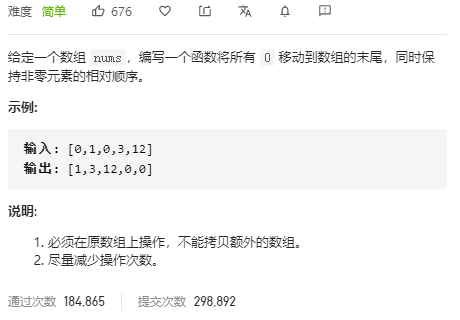 难度 简单 676
给定一个数组 nums，编写一个函数将所有 0 移动到数组的末尾，同时保
持非零元素的相对顺序。
示例:
输入: [0,1,0,3,12]
输出: [1,3,12,0,0]
说明:
1. 必须在原数组上操作，不能拷贝额外的数组。
2. 尽量减少操作次数。
通过次数 184,865 提交次数 298,892